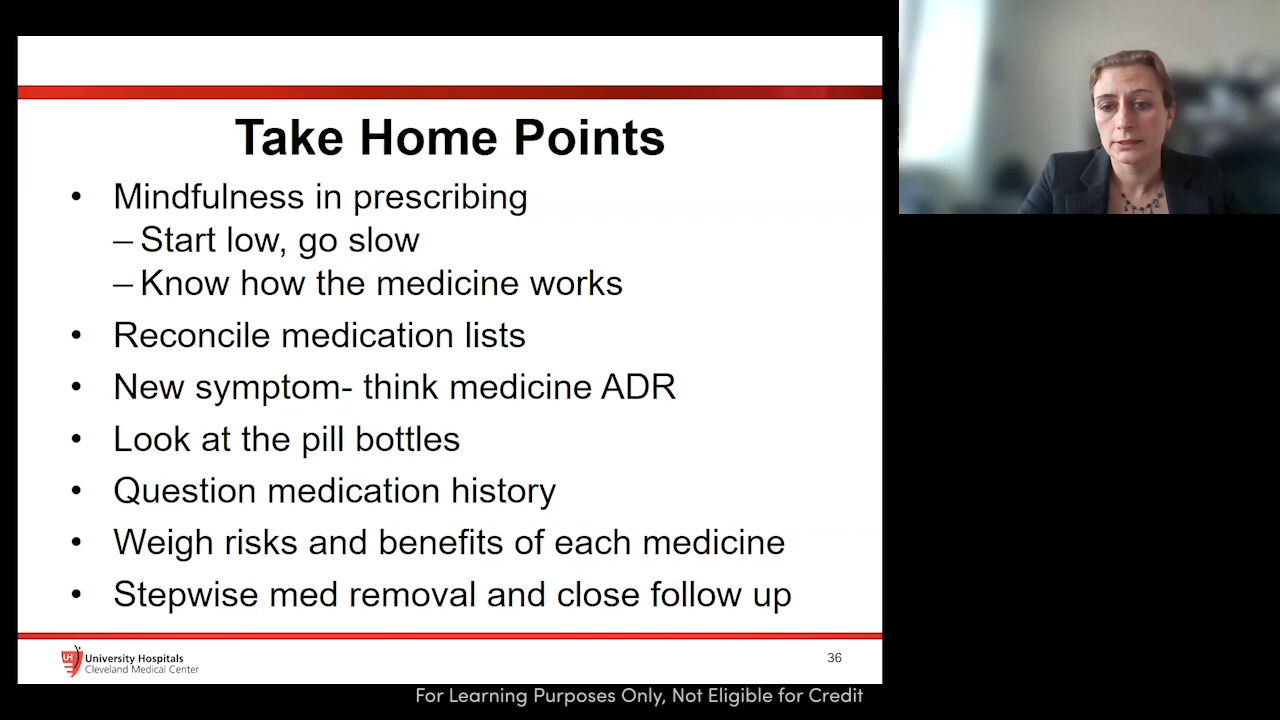 Take Home Points
• Mindfulness in prescribing
– Start low, go slow
– Know how the medicine works
• Reconcile medication lists
• New symptom- think medicine ADR
• Look at the pill bottles
• Question medication history
• Weigh risks and benefits of each medicine
• Stepwise med removal and close follow up
UH
University Hospitals
Cleveland Medical Center
36
For Learning Purposes Only, Not Eligible for Credit